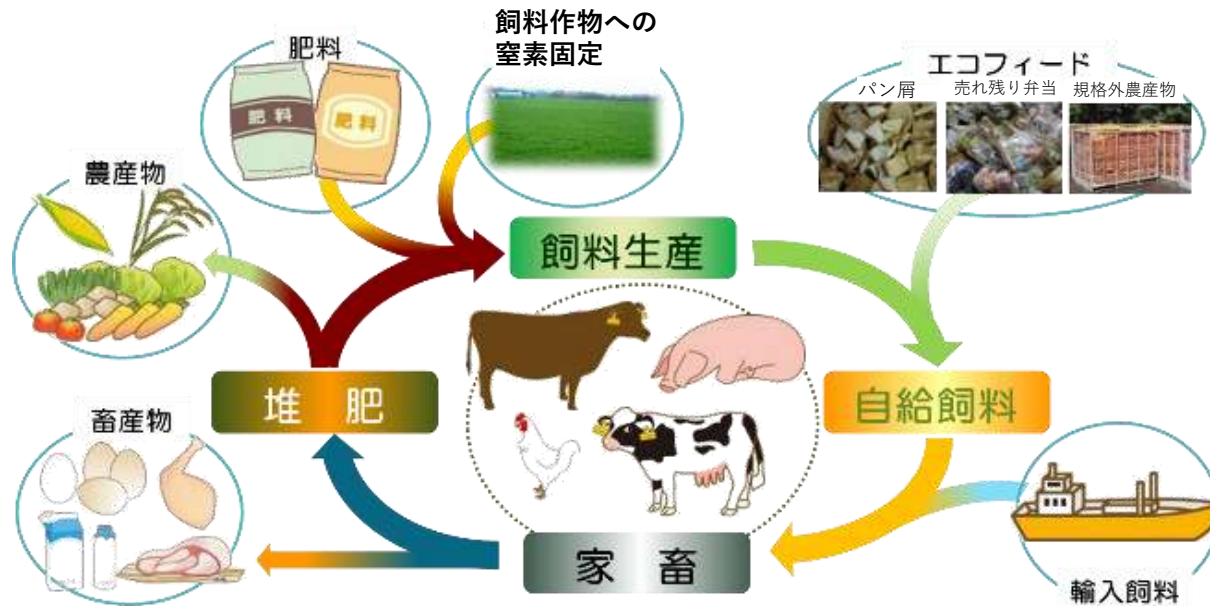 飼料作物への
窒素固定
肥料
肥料
肥料
エコフィード
パン屑
売れ残り弁当
規格外農産物
農産物
飼料生産
堆 肥
自給飼料
畜産物
家 畜
輸入飼料